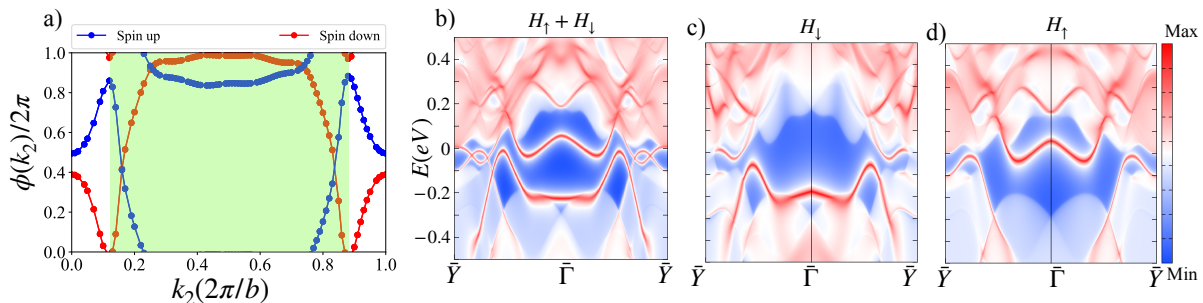 a)
Spin up
Spin down
ϕ(k₂)/2π
1.0
0.8
0.6
0.4
0.2
0.0
0.0 0.2 0.4 0.6 0.8 1.0
k₂(2π/b)
b)
H↑ + H↓
E(eV)
0.4
0.2
0
−0.2
−0.4
Ȳ Γ̄ Ȳ
c)
H↓
Ȳ Γ̄ Ȳ
d)
H↑
Ȳ Γ̄ Ȳ
Max
Min